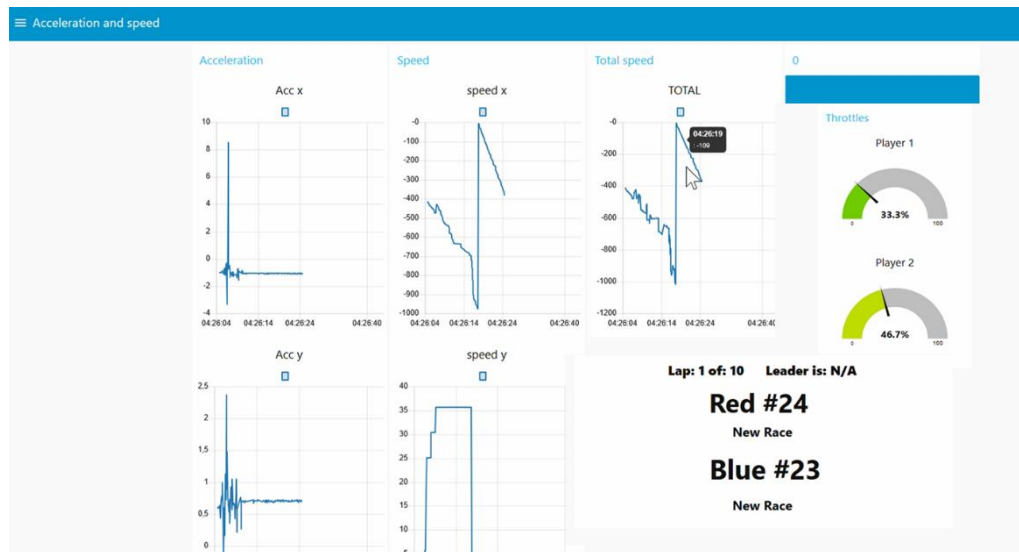 Acceleration and speed
Acceleration
Acc x
10
8
6
4
2
0
-2
-4
04:26:04 04:26:14 04:26:24 04:26:40
Acc y
2,5
2
1,5
1
0,5
0
Speed
speed x
-0
-100
-200
-300
-400
-500
-600
-700
-800
-900
-1000
04:26:04 04:26:14 04:26:24 04:26:40
speed y
40
35
30
25
20
15
10
5
Total speed
TOTAL
-0
-200
-400
-600
-800
-1000
-1200
04:26:04 04:26:14 04:26:24 04:26:40
04:26:19
: -109
0
Throttles
Player 1
33.3%
0 100
Player 2
46.7%
0 100
Lap: 1 of: 10 Leader is: N/A
Red #24
New Race
Blue #23
New Race